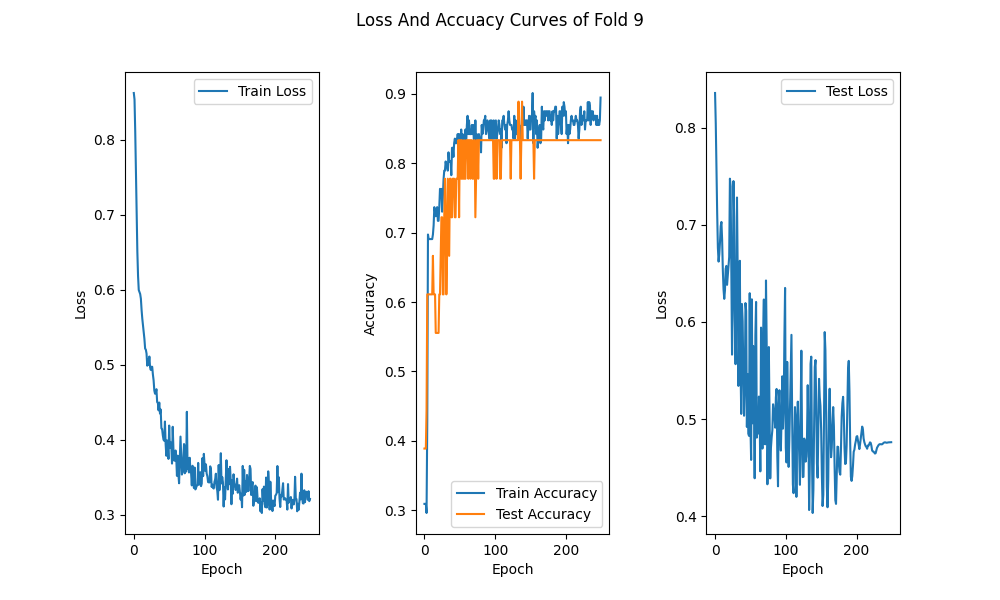 Loss And Accuacy Curves of Fold 9
Train Loss
0.8
0.7
0.6
0.5
0.4
0.3
Loss
0 100 200
Epoch
0.9
0.8
0.7
0.6
0.5
0.4
0.3
Accuracy
Train Accuracy
Test Accuracy
0 100 200
Epoch
Test Loss
0.8
0.7
0.6
0.5
0.4
Loss
0 100 200
Epoch